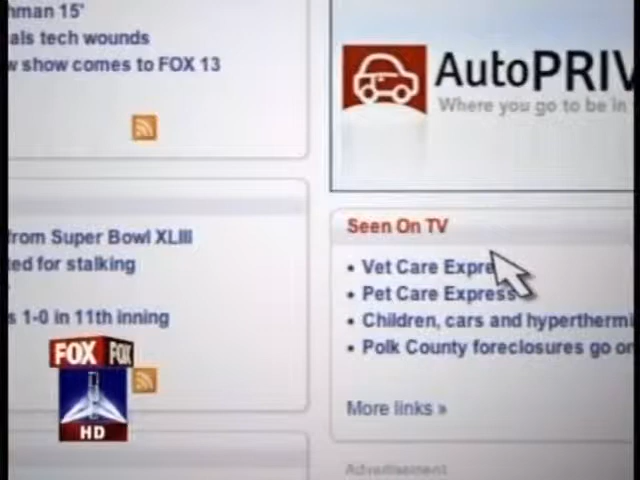 hman 15'
als tech wounds
w show comes to FOX 13
AutoPRIV
Where you go to be in
from Super Bowl XLIII
ted for stalking
s 1-0 in 11th inning
Seen On TV
• Vet Care Expre
• Pet Care Express
• Children, cars and hypertherm
• Polk County foreclosures go o
More links »
Advertisement
FOX FOX
HD